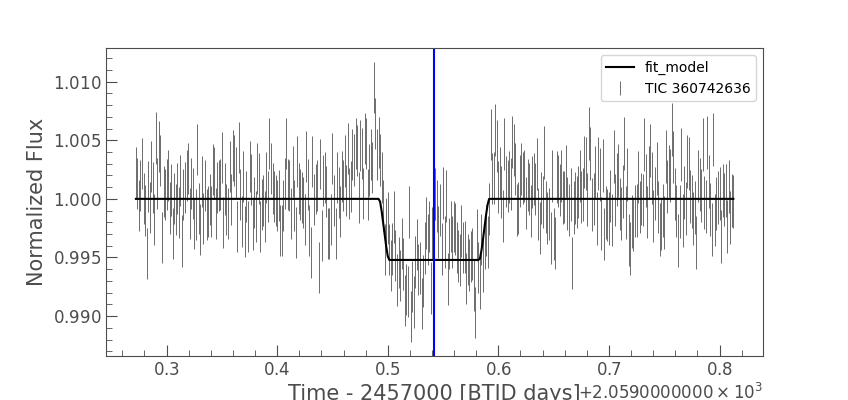 fit_model
TIC 360742636
1.010
1.005
1.000
0.995
0.990
Normalized Flux
0.3 0.4 0.5 0.6 0.7 0.8
Time - 2457000 [BTJD days]
+2.0590000000 × 10³